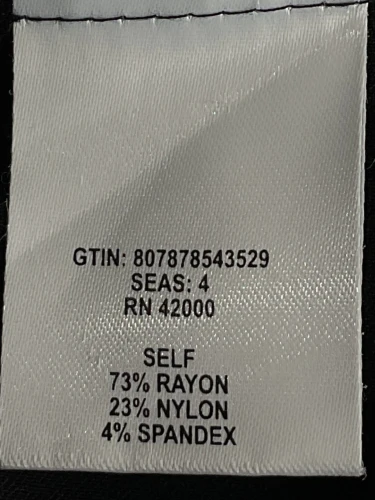 GTIN: 807878543529
SEAS: 4
RN 42000
SELF
73% RAYON
23% NYLON
4% SPANDEX